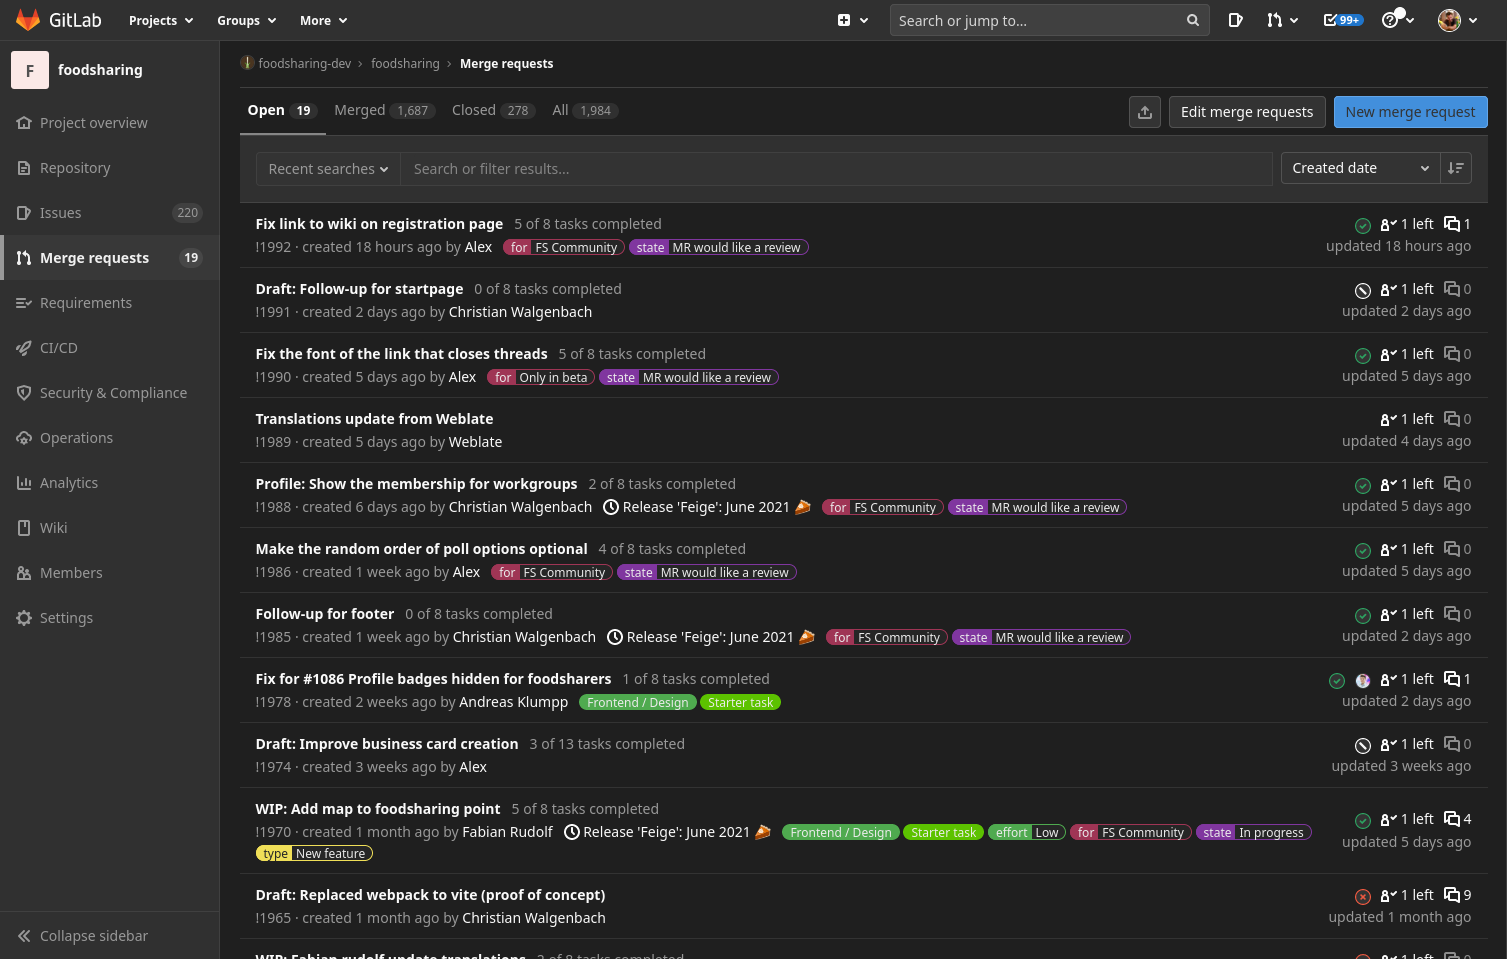 GitLab Projects Groups More Search or jump to... 99+
F foodsharing
Project overview
Repository
Issues 220
Merge requests 19
Requirements
CI/CD
Security & Compliance
Operations
Analytics
Wiki
Members
Settings
Collapse sidebar
foodsharing-dev › foodsharing › Merge requests
Open 19 Merged 1,687 Closed 278 All 1,984 Edit merge requests New merge request
Recent searches Search or filter results... Created date
Fix link to wiki on registration page 5 of 8 tasks completed 1 left 1
!1992 · created 18 hours ago by Alex for FS Community state MR would like a review updated 18 hours ago
Draft: Follow-up for startpage 0 of 8 tasks completed 1 left 0
!1991 · created 2 days ago by Christian Walgenbach updated 2 days ago
Fix the font of the link that closes threads 5 of 8 tasks completed 1 left 0
!1990 · created 5 days ago by Alex for Only in beta state MR would like a review updated 5 days ago
Translations update from Weblate 1 left 0
!1989 · created 5 days ago by Weblate updated 4 days ago
Profile: Show the membership for workgroups 2 of 8 tasks completed 1 left 0
!1988 · created 6 days ago by Christian Walgenbach Release 'Feige': June 2021 for FS Community state MR would like a review updated 5 days ago
Make the random order of poll options optional 4 of 8 tasks completed 1 left 0
!1986 · created 1 week ago by Alex for FS Community state MR would like a review updated 5 days ago
Follow-up for footer 0 of 8 tasks completed 1 left 0
!1985 · created 1 week ago by Christian Walgenbach Release 'Feige': June 2021 for FS Community state MR would like a review updated 2 days ago
Fix for #1086 Profile badges hidden for foodsharers 1 of 8 tasks completed 1 left 1
!1978 · created 2 weeks ago by Andreas Klumpp Frontend / Design Starter task updated 2 days ago
Draft: Improve business card creation 3 of 13 tasks completed 1 left 0
!1974 · created 3 weeks ago by Alex updated 3 weeks ago
WIP: Add map to foodsharing point 5 of 8 tasks completed 1 left 4
!1970 · created 1 month ago by Fabian Rudolf Release 'Feige': June 2021 Frontend / Design Starter task effort Low for FS Community state In progress updated 5 days ago
type New feature
Draft: Replaced webpack to vite (proof of concept) 1 left 9
!1965 · created 1 month ago by Christian Walgenbach updated 1 month ago
WIP: Fabian rudolf update translations 2 of 8 tasks completed 1 left 0